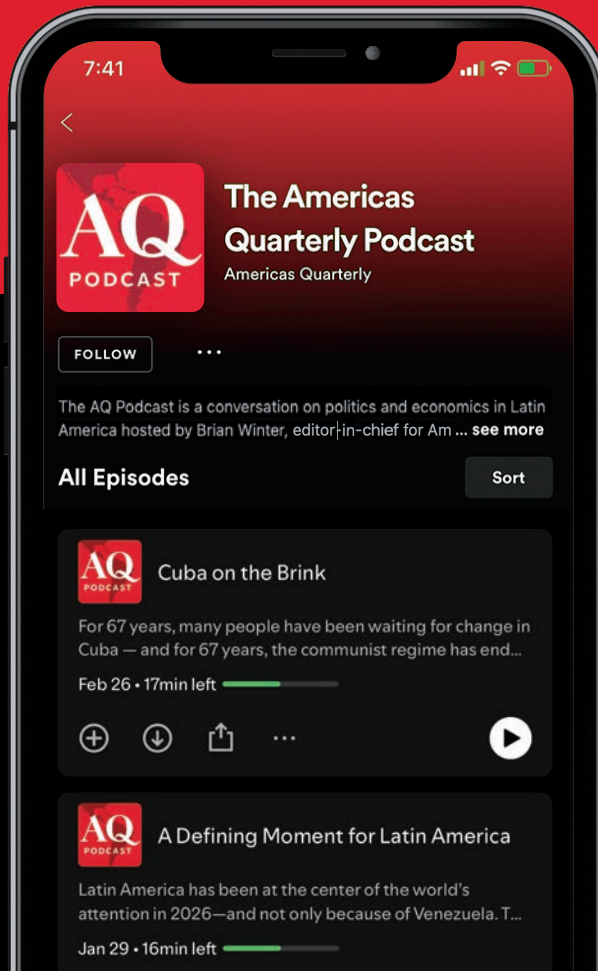 7:41
AQ
PODCAST
The Americas
Quarterly Podcast
Americas Quarterly
FOLLOW
The AQ Podcast is a conversation on politics and economics in Latin
America hosted by Brian Winter, editor-in-chief for Am ... see more
All Episodes
Sort
AQ
PODCAST
Cuba on the Brink
For 67 years, many people have been waiting for change in
Cuba — and for 67 years, the communist regime has end...
Feb 26 • 17min left
AQ
PODCAST
A Defining Moment for Latin America
Latin America has been at the center of the world’s
attention in 2026—and not only because of Venezuela. T...
Jan 29 • 16min left